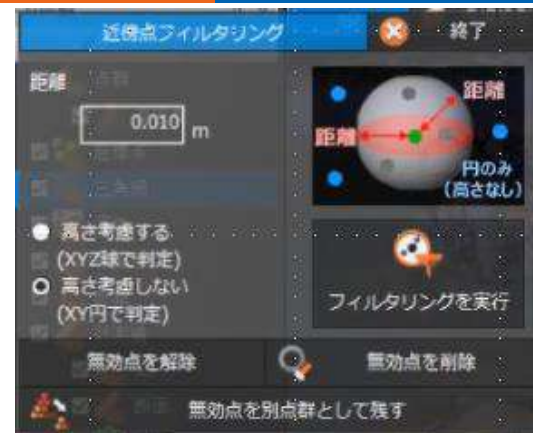 近傍点フィルタリング
終了
距離
0.010 m
距離
距離
円のみ
(高さなし)
高さ考慮する
(XYZ球で判定)
高さ考慮しない
(XY円で判定)
フィルタリングを実行
無効点を解除
無効点を削除
無効点を別点群として残す